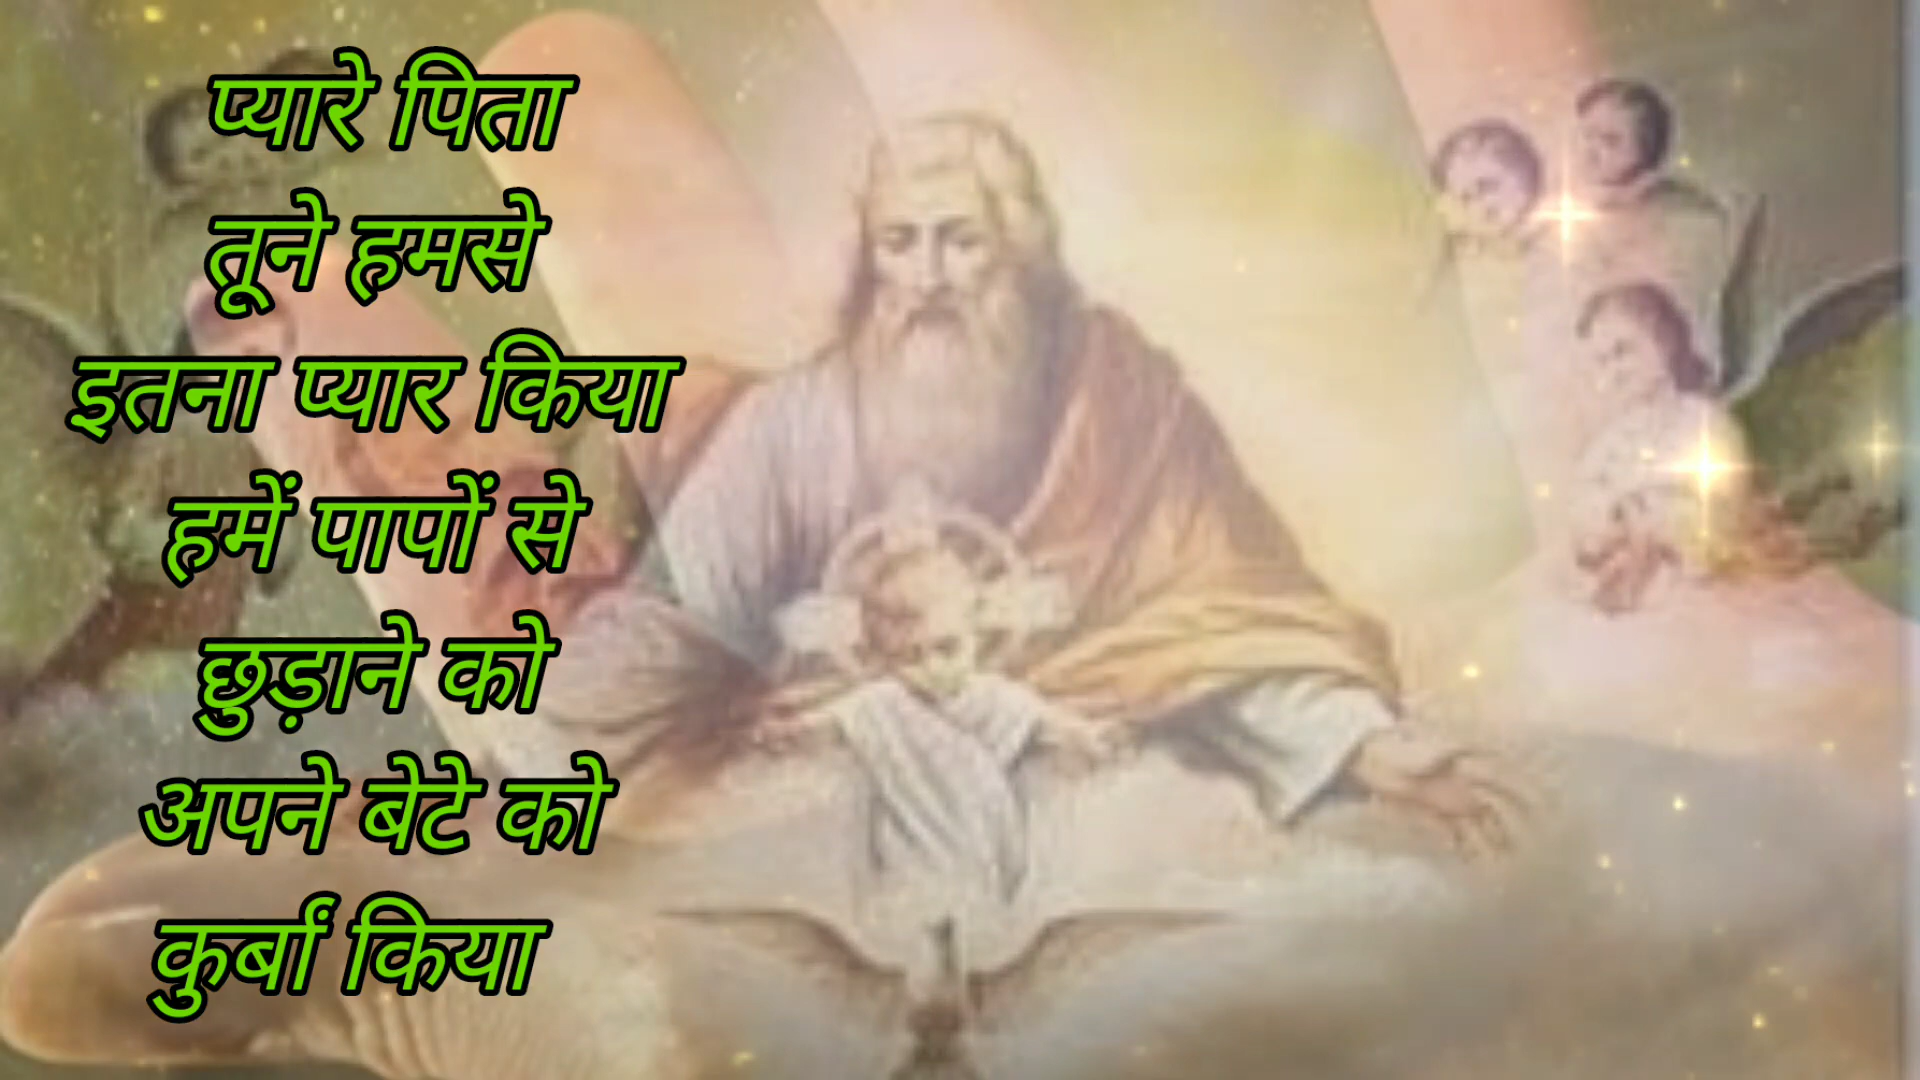 प्यारे पिता
तूने हमसे
इतना प्यार किया
हमें पापों से
छुड़ाने को
अपने बेटे को
कुर्बां किया